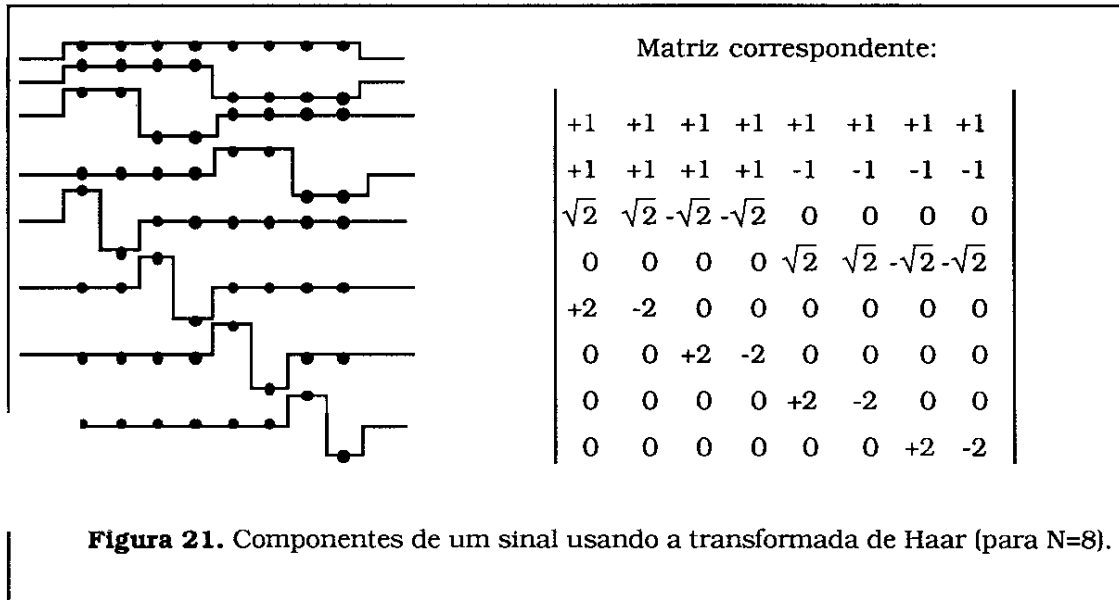 Matriz correspondente:
+1 +1 +1 +1 +1 +1 +1 +1
+1 +1 +1 +1 -1 -1 -1 -1
√2 √2 -√2 -√2 0 0 0 0
0 0 0 0 √2 √2 -√2 -√2
+2 -2 0 0 0 0 0 0
0 0 +2 -2 0 0 0 0
0 0 0 0 +2 -2 0 0
0 0 0 0 0 0 +2 -2
Figura 21. Componentes de um sinal usando a transformada de Haar (para N=8).